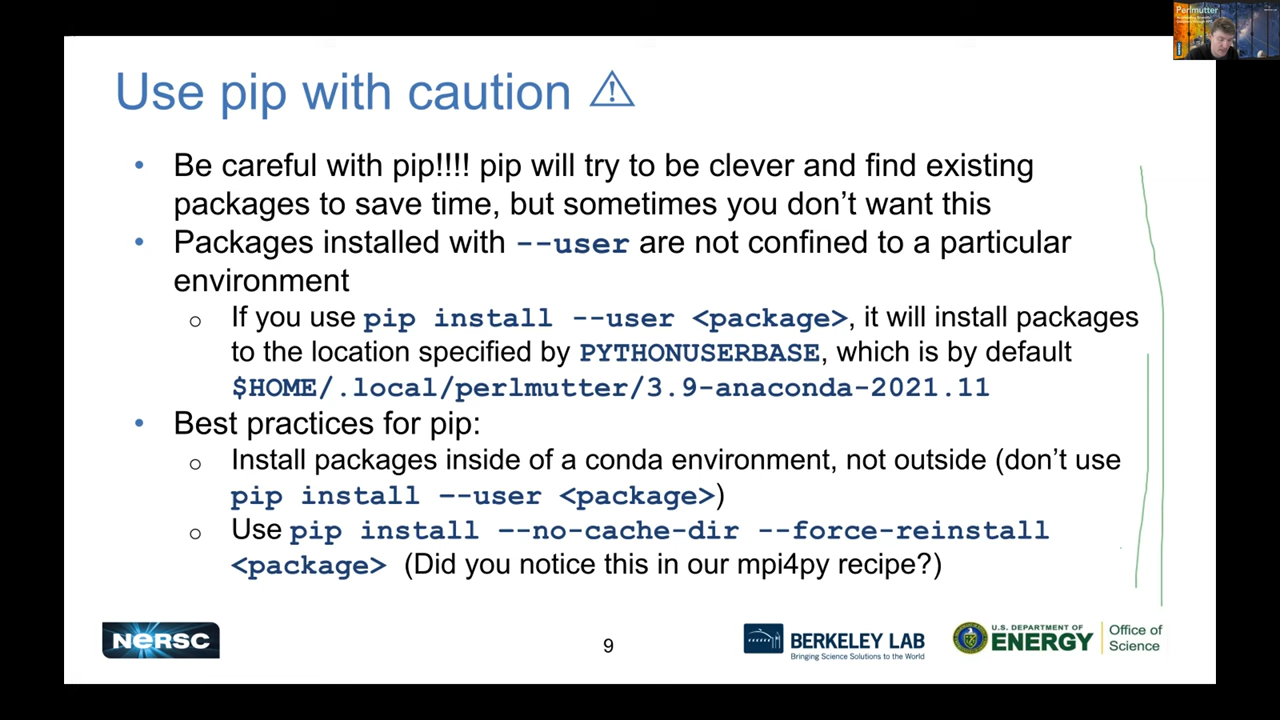 Perlmutter
Use pip with caution ⚠
• Be careful with pip!!!! pip will try to be clever and find existing
packages to save time, but sometimes you don't want this
• Packages installed with --user are not confined to a particular
environment
o If you use pip install --user <package>, it will install packages
to the location specified by PYTHONUSERBASE, which is by default
$HOME/.local/perlmutter/3.9-anaconda-2021.11
• Best practices for pip:
o Install packages inside of a conda environment, not outside (don't use
pip install –-user <package>)
o Use pip install –-no-cache-dir --force-reinstall
<package> (Did you notice this in our mpi4py recipe?)
NERSC
9
BERKELEY LAB
Bringing Science Solutions to the World
U.S. DEPARTMENT OF
ENERGY
Office of
Science